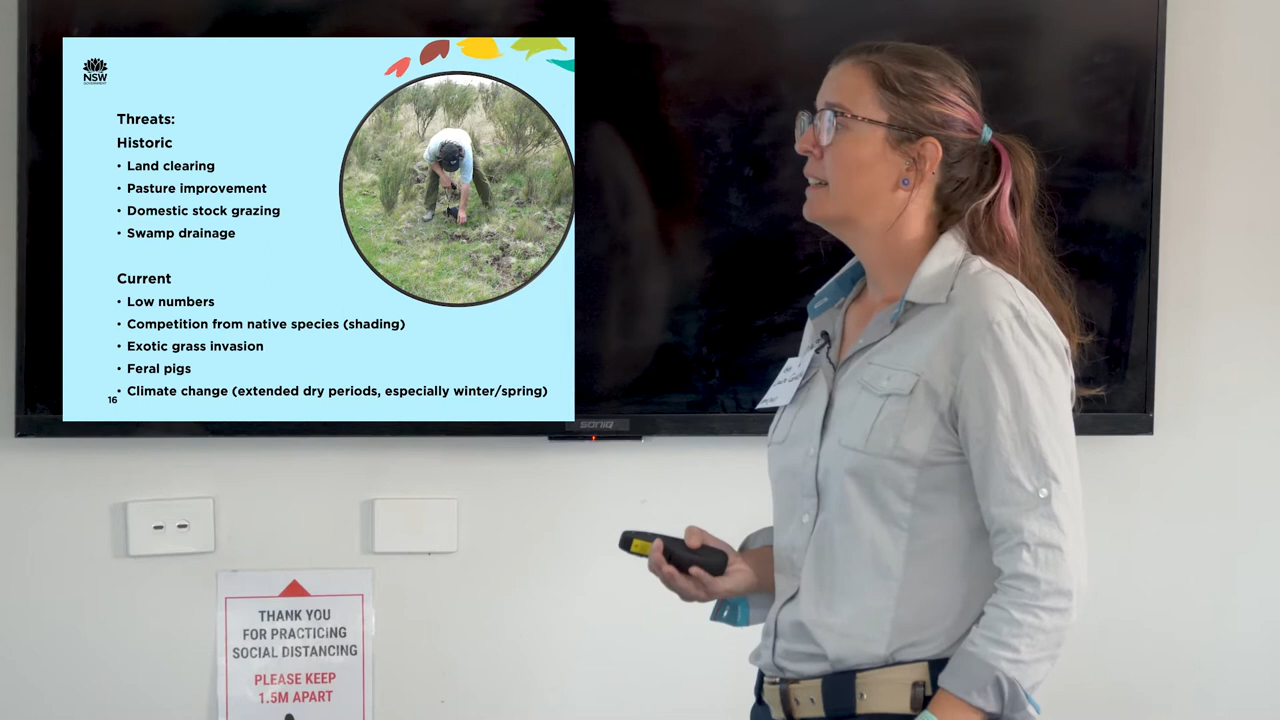 NSW
GOVERNMENT
Threats:
Historic
• Land clearing
• Pasture improvement
• Domestic stock grazing
• Swamp drainage
Current
• Low numbers
• Competition from native species (shading)
• Exotic grass invasion
• Feral pigs
• Climate change (extended dry periods, especially winter/spring)
16
SONIQ
THANK YOU
FOR PRACTICING
SOCIAL DISTANCING
PLEASE KEEP
1.5M APART